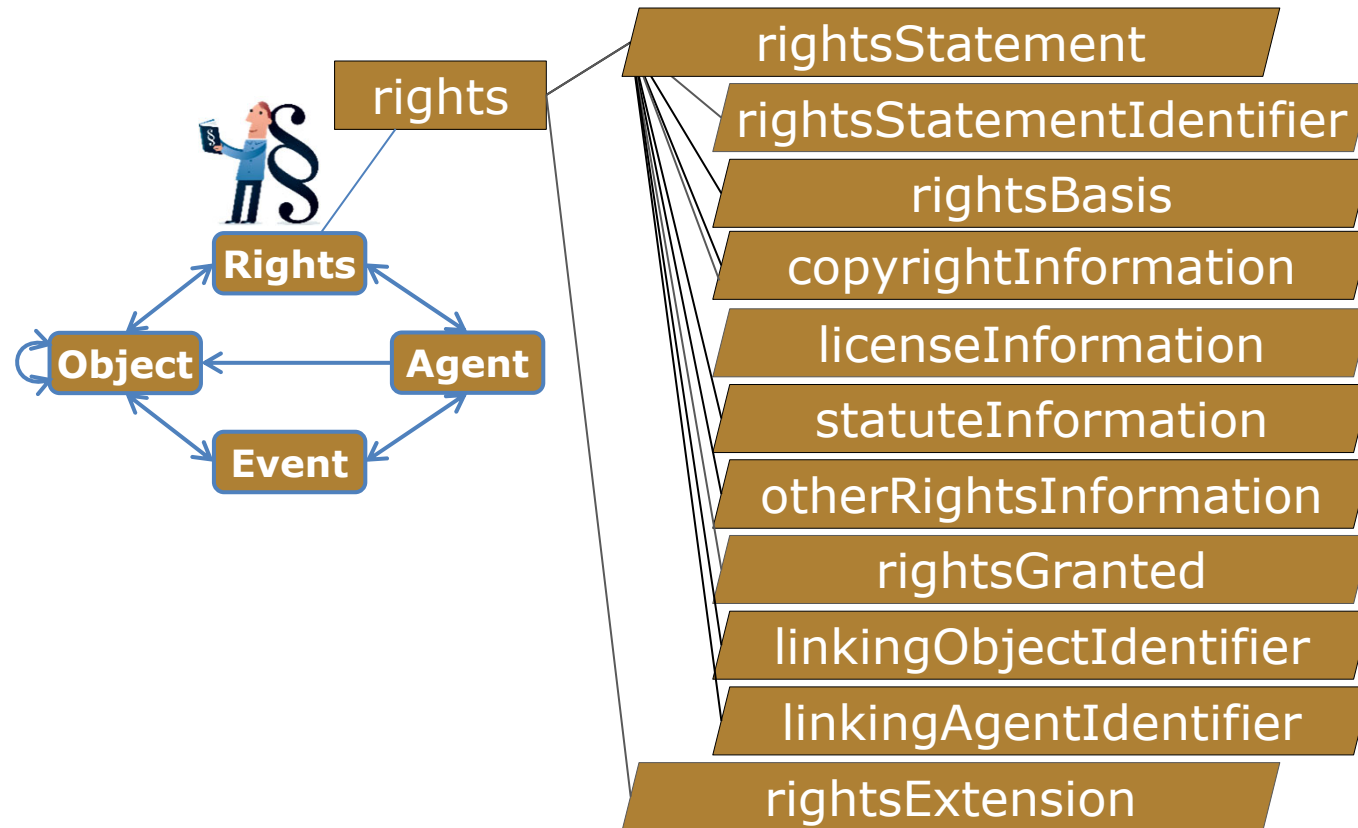 rights
§
§
Rights
Object
Agent
Event
rightsStatement
rightsStatementIdentifier
rightsBasis
copyrightInformation
licenseInformation
statuteInformation
otherRightsInformation
rightsGranted
linkingObjectIdentifier
linkingAgentIdentifier
rightsExtension